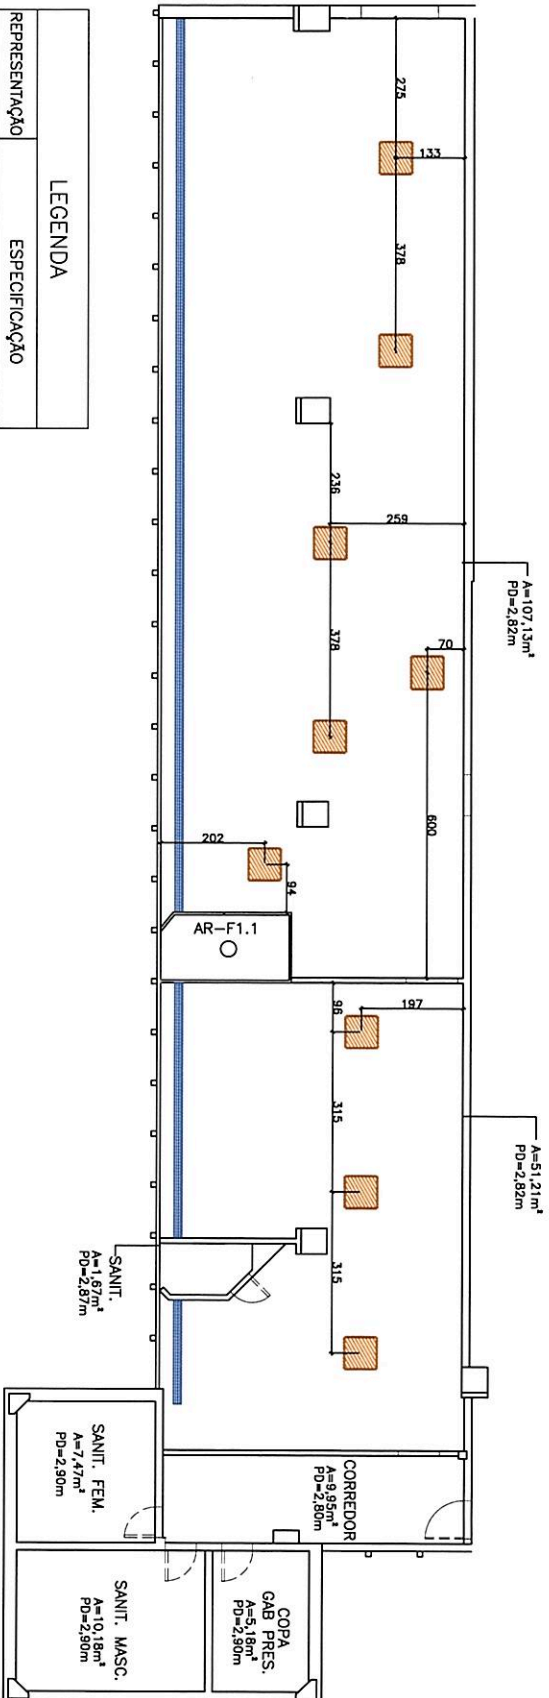 LEGENDA
REPRESENTAÇÃO
ESPECIFICAÇÃO
275
133
378
236
259
378
A=107,13m²
PD=2,82m
70
600
202
94
AR-F1.1
96
197
315
315
A=51,21m²
PD=2,82m
SANIT.
A=1,67m²
PD=2,87m
SANIT. FEM.
A=7,47m²
PD=2,90m
CORREDOR
A=9,95m²
PD=2,80m
SANIT. MASC.
A=10,18m²
PD=2,90m
COPA
GAB PRES.
A=5,18m²
PD=2,90m